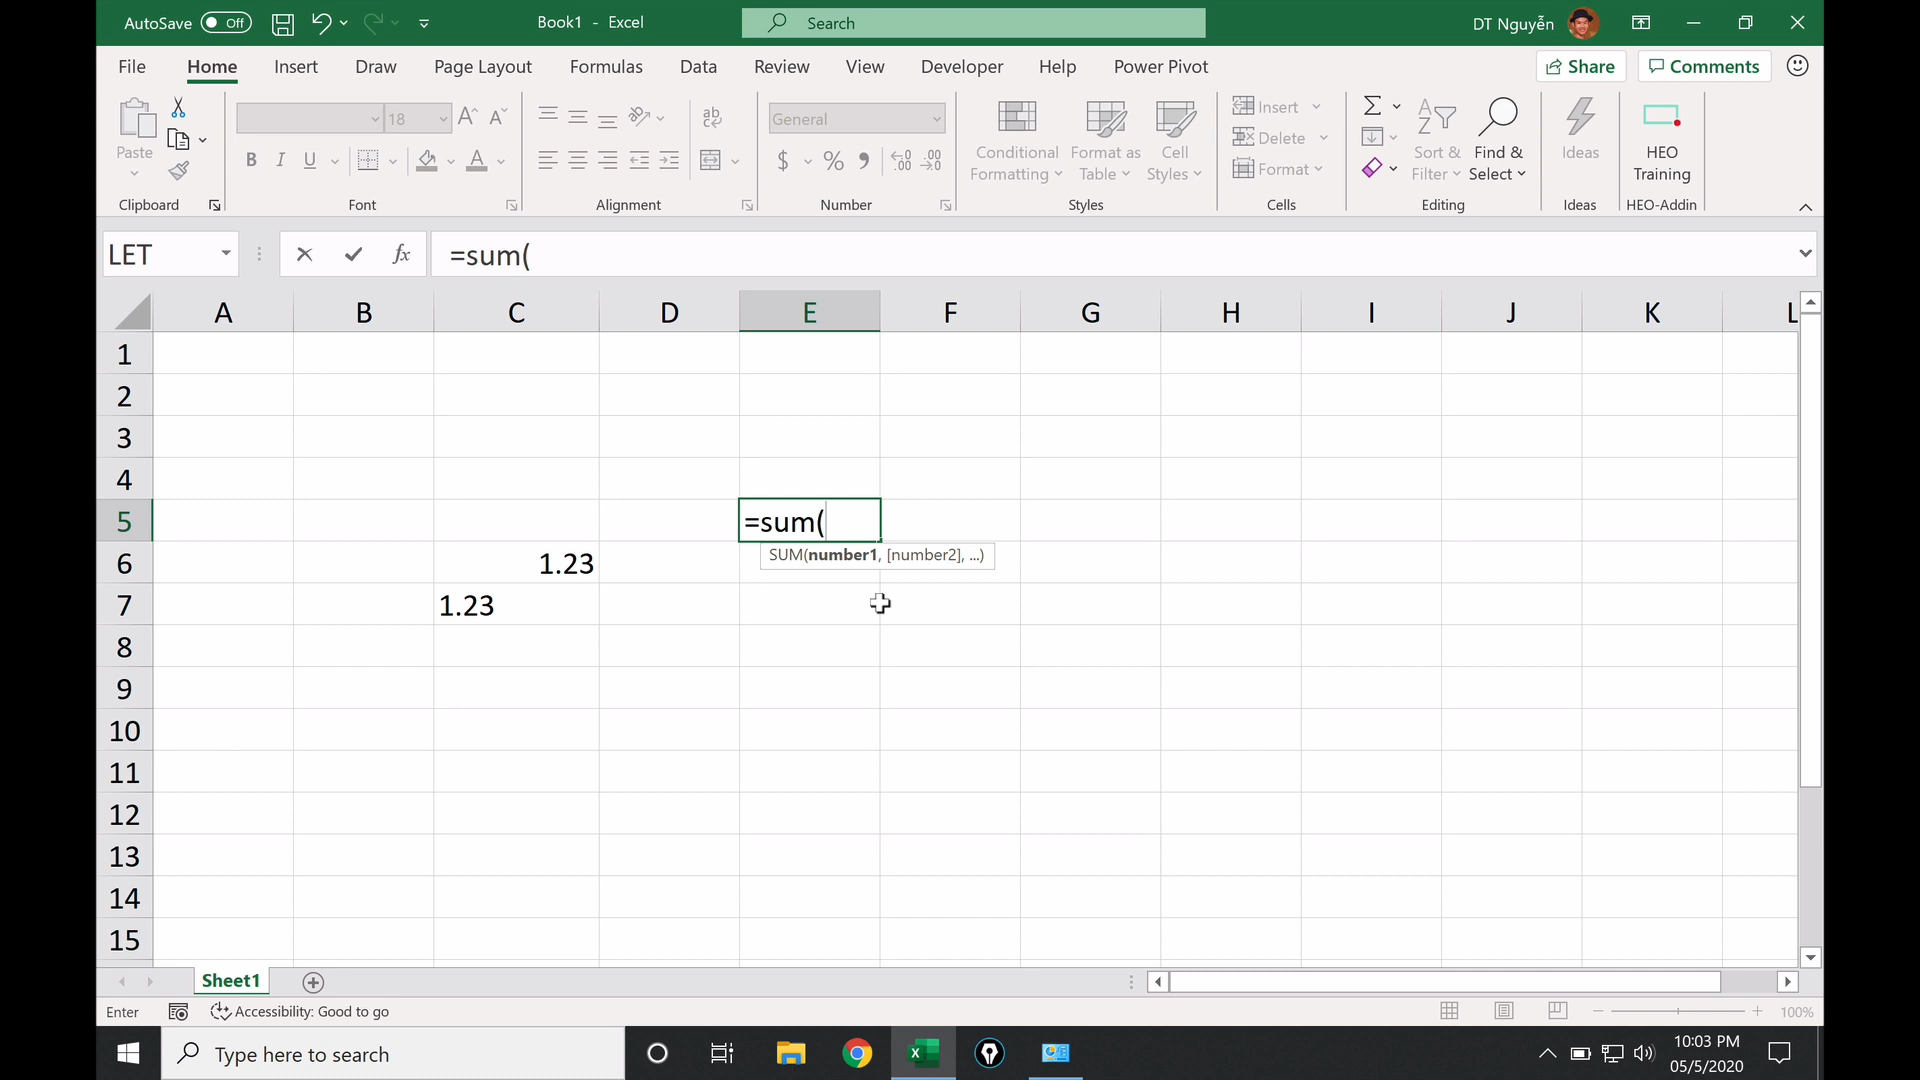 AutoSave Off Book1 - Excel Search DT Nguyễn
File Home Insert Draw Page Layout Formulas Data Review View Developer Help Power Pivot Share Comments
Paste
Clipboard
18
B I U A
Font
ab
c
Alignment
General
$ % 9 .00
Number
Conditional
Formatting
Format as
Table
Cell
Styles
Styles
Insert
Delete
Format
Cells
Σ
Sort &
Filter
Find &
Select
Editing
Ideas
Ideas
HEO
Training
HEO-Addin
LET fx =sum(
A B C D E F G H I J K L
1
2
3
4
5 =sum(
SUM(number1, [number2], ...)
6 1.23
7 1.23
8
9
10
11
12
13
14
15
Sheet1
Enter Accessibility: Good to go 100%
Type here to search 10:03 PM
05/5/2020